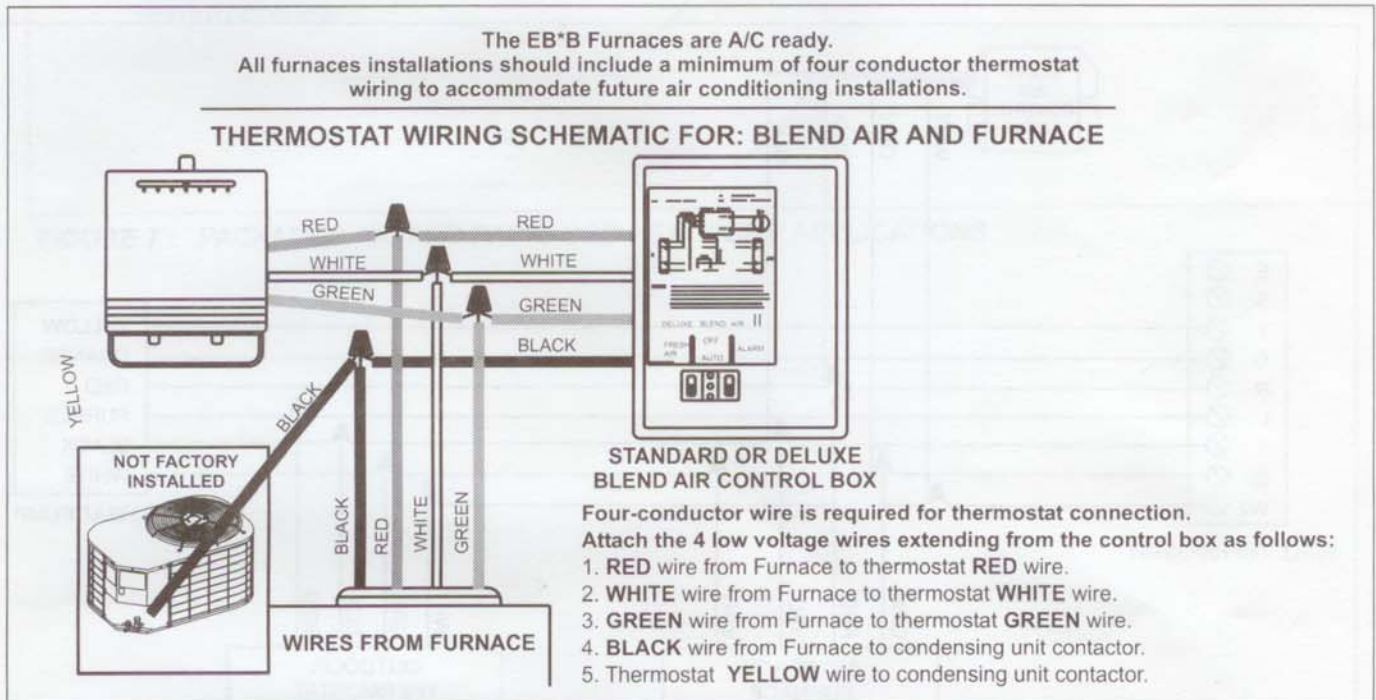 The EB*B Furnaces are A/C ready.
All furnaces installations should include a minimum of four conductor thermostat
wiring to accommodate future air conditioning installations.
THERMOSTAT WIRING SCHEMATIC FOR: BLEND AIR AND FURNACE
RED
RED
WHITE
WHITE
GREEN
GREEN
BLACK
YELLOW
BLACK
DELUXE BLEND AIR II
FRESH AIR
OFF
AUTO
ALARM
NOT FACTORY
INSTALLED
BLACK
RED
WHITE
GREEN
WIRES FROM FURNACE
STANDARD OR DELUXE
BLEND AIR CONTROL BOX
Four-conductor wire is required for thermostat connection.
Attach the 4 low voltage wires extending from the control box as follows:
1. RED wire from Furnace to thermostat RED wire.
2. WHITE wire from Furnace to thermostat WHITE wire.
3. GREEN wire from Furnace to thermostat GREEN wire.
4. BLACK wire from Furnace to condensing unit contactor.
5. Thermostat YELLOW wire to condensing unit contactor.